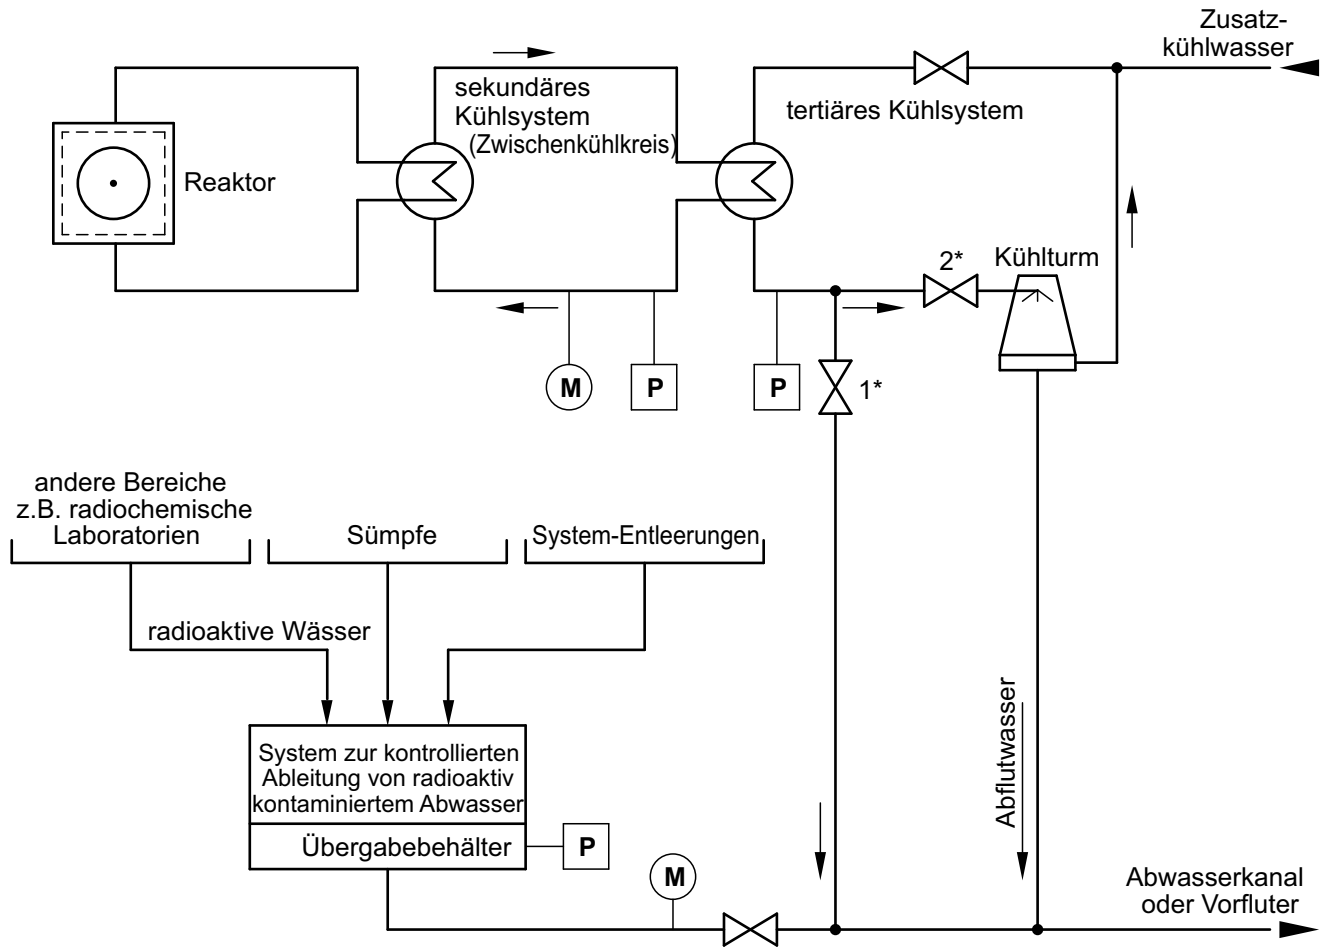 Zusatz-
kühlwasser
sekundäres
Kühlsystem
(Zwischenkühlkreis)
tertiäres Kühlsystem
Reaktor
2*
Kühlturm
M
P
P
1*
andere Bereiche
z.B. radiochemische
Laboratorien
Sümpfe
System-Entleerungen
radioaktive Wässer
System zur kontrollierten
Ableitung von radioaktiv
kontaminiertem Abwasser
Übergabebehälter
P
M
Abflutwasser
Abwasserkanal
oder Vorfluter